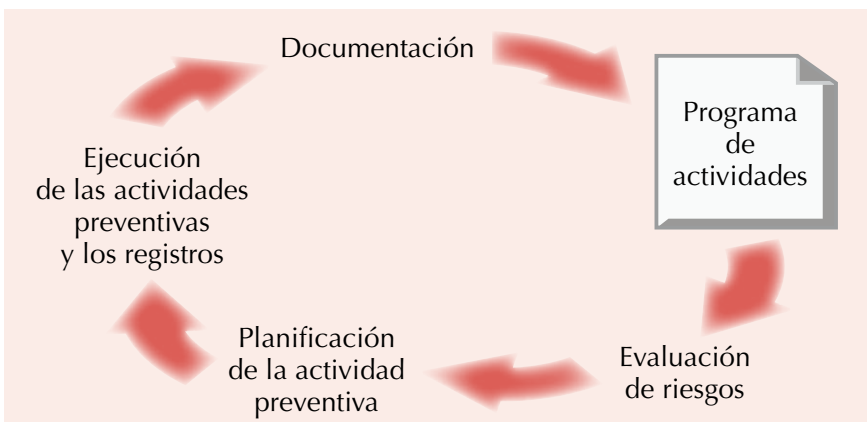 Documentación
Programa
de
actividades
Evaluación
de riesgos
Planificación
de la actividad
preventiva
Ejecución
de las actividades
preventivas
y los registros